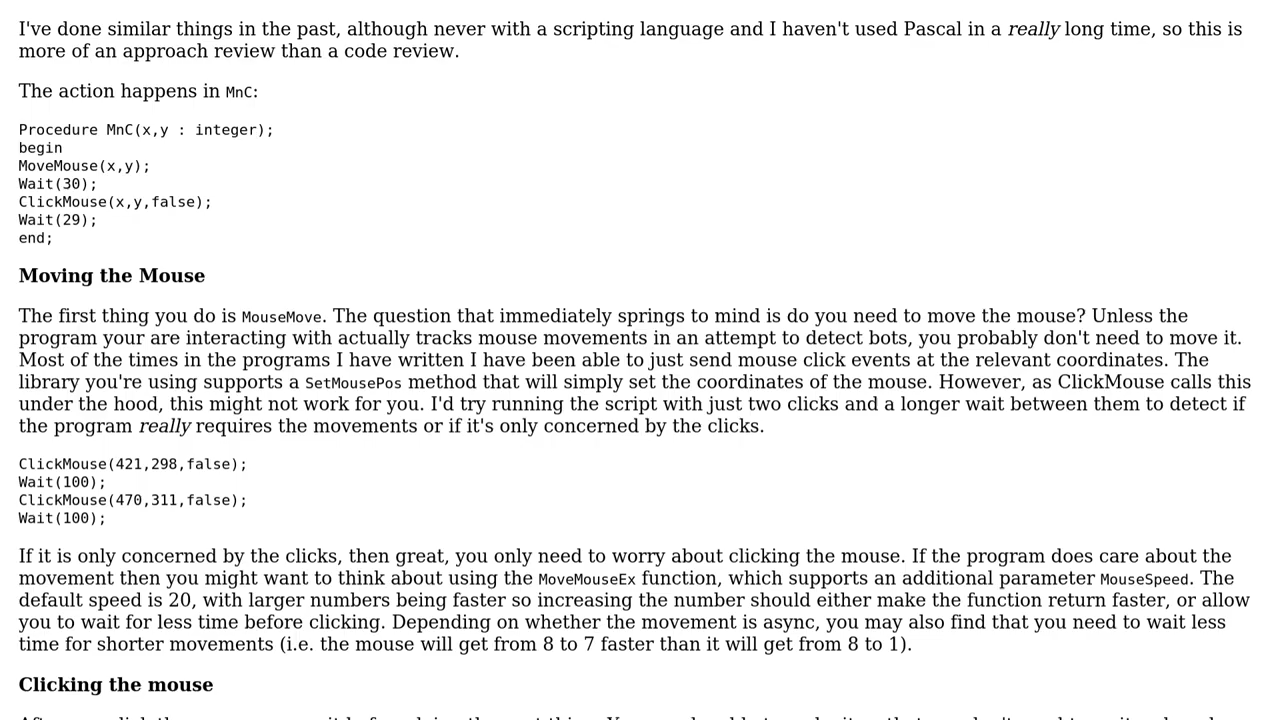 I've done similar things in the past, although never with a scripting language and I haven't used Pascal in a really long time, so this is
more of an approach review than a code review.
The action happens in MnC:
Procedure MnC(x,y : integer);
begin
MoveMouse(x,y);
Wait(30);
ClickMouse(x,y,false);
Wait(29);
end;
Moving the Mouse
The first thing you do is MouseMove. The question that immediately springs to mind is do you need to move the mouse? Unless the
program your are interacting with actually tracks mouse movements in an attempt to detect bots, you probably don't need to move it.
Most of the times in the programs I have written I have been able to just send mouse click events at the relevant coordinates. The
library you're using supports a SetMousePos method that will simply set the coordinates of the mouse. However, as ClickMouse calls this
under the hood, this might not work for you. I'd try running the script with just two clicks and a longer wait between them to detect if
the program really requires the movements or if it's only concerned by the clicks.
ClickMouse(421,298,false);
Wait(100);
ClickMouse(470,311,false);
Wait(100);
If it is only concerned by the clicks, then great, you only need to worry about clicking the mouse. If the program does care about the
movement then you might want to think about using the MoveMouseEx function, which supports an additional parameter MouseSpeed. The
default speed is 20, with larger numbers being faster so increasing the number should either make the function return faster, or allow
you to wait for less time before clicking. Depending on whether the movement is async, you may also find that you need to wait less
time for shorter movements (i.e. the mouse will get from 8 to 7 faster than it will get from 8 to 1).
Clicking the mouse